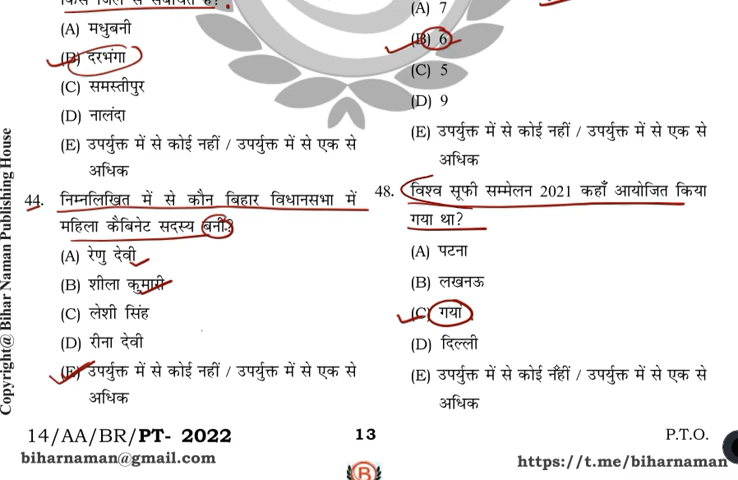 किस जिले से संबंधित है?
(A) मधुबनी
(B) दरभंगा
(C) समस्तीपुर
(D) नालंदा
(E) उपर्युक्त में से कोई नहीं / उपर्युक्त में से एक से
अधिक
44. निम्नलिखित में से कौन बिहार विधानसभा में
महिला कैबिनेट सदस्य बनीं?
(A) रेणु देवी
(B) शीला कुमारी
(C) लेशी सिंह
(D) रीना देवी
(E) उपर्युक्त में से कोई नहीं / उपर्युक्त में से एक से
अधिक
(A) 7
(B) 6
(C) 5
(D) 9
(E) उपर्युक्त में से कोई नहीं / उपर्युक्त में से एक से
अधिक
48. विश्व सूफी सम्मेलन 2021 कहाँ आयोजित किया
गया था?
(A) पटना
(B) लखनऊ
(C) गया
(D) दिल्ली
(E) उपर्युक्त में से कोई नहीं / उपर्युक्त में से एक से
अधिक
Copyright@ Bihar Naman Publishing House
14/AA/BR/PT- 2022 13 P.T.O.
biharnaman@gmail.com https://t.me/biharnaman
B